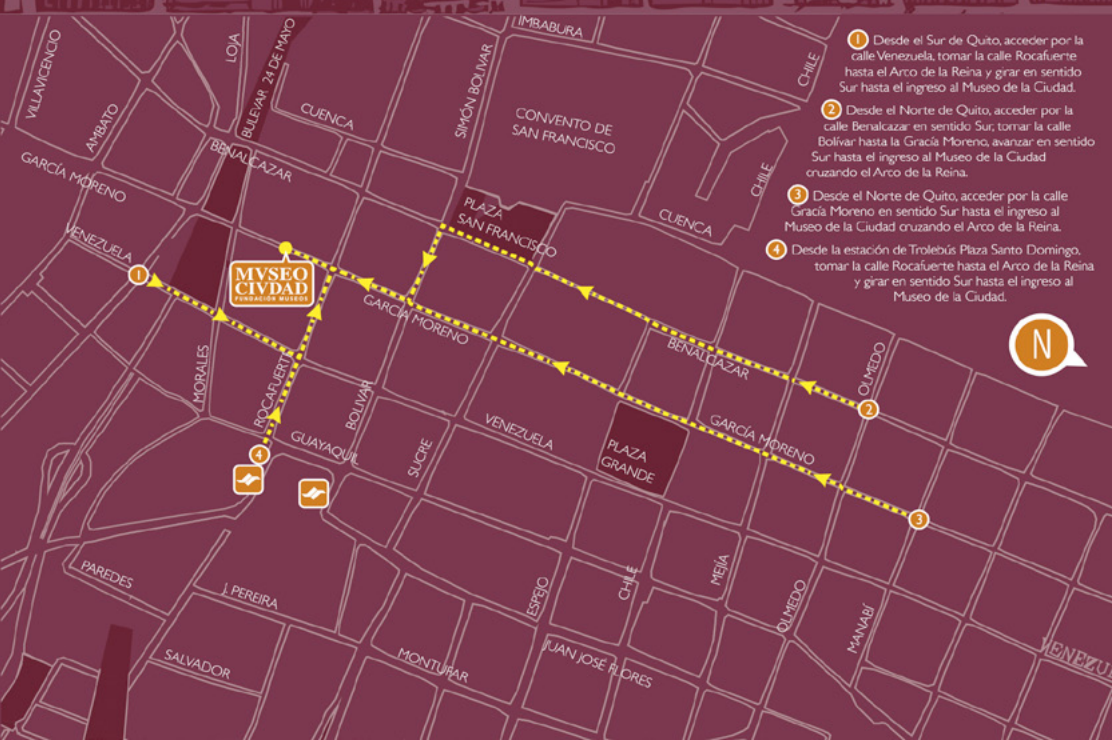 IMBABURA
LOJA
BULEVAR 24 DE MAYO
VILLAVICENCIO
AMBATO
CUENCA
SIMÓN BOLIVAR
CHILE
CONVENTO DE
SAN FRANCISCO
BENALCAZAR
GARCÍA MORENO
CHILE
CUENCA
PLAZA
SAN FRANCISCO
VENEZUELA
1
MVSEO
CIVDAD
FUNDACIÓN MUSEOS
GARCÍA MORENO
MORALES
ROCAFUERTE
BOLIVAR
BENALCAZAR
OLMEDO
2
GUAYAQUIL
4
SUCRE
VENEZUELA
PLAZA
GRANDE
GARCÍA MORENO
3
PAREDES
J. PEREIRA
SALVADOR
MONTUFAR
ESPEJO
CHILE
MEJÍA
OLMEDO
MANABÍ
JUAN JOSE FLORES
VENEZU
1 Desde el Sur de Quito, acceder por la
calle Venezuela, tomar la calle Rocafuerte
hasta el Arco de la Reina y girar en sentido
Sur hasta el ingreso al Museo de la Ciudad.
2 Desde el Norte de Quito, acceder por la
calle Benalcazar en sentido Sur, tomar la calle
Bolívar hasta la Gracía Moreno, avanzar en sentido
Sur hasta el ingreso al Museo de la Ciudad
cruzando el Arco de la Reina.
3 Desde el Norte de Quito, acceder por la calle
Gracía Moreno en sentido Sur hasta el ingreso al
Museo de la Ciudad cruzando el Arco de la Reina.
4 Desde la estación de Trolebús Plaza Santo Domingo,
tomar la calle Rocafuerte hasta el Arco de la Reina
y girar en sentido Sur hasta el ingreso al
Museo de la Ciudad.
N